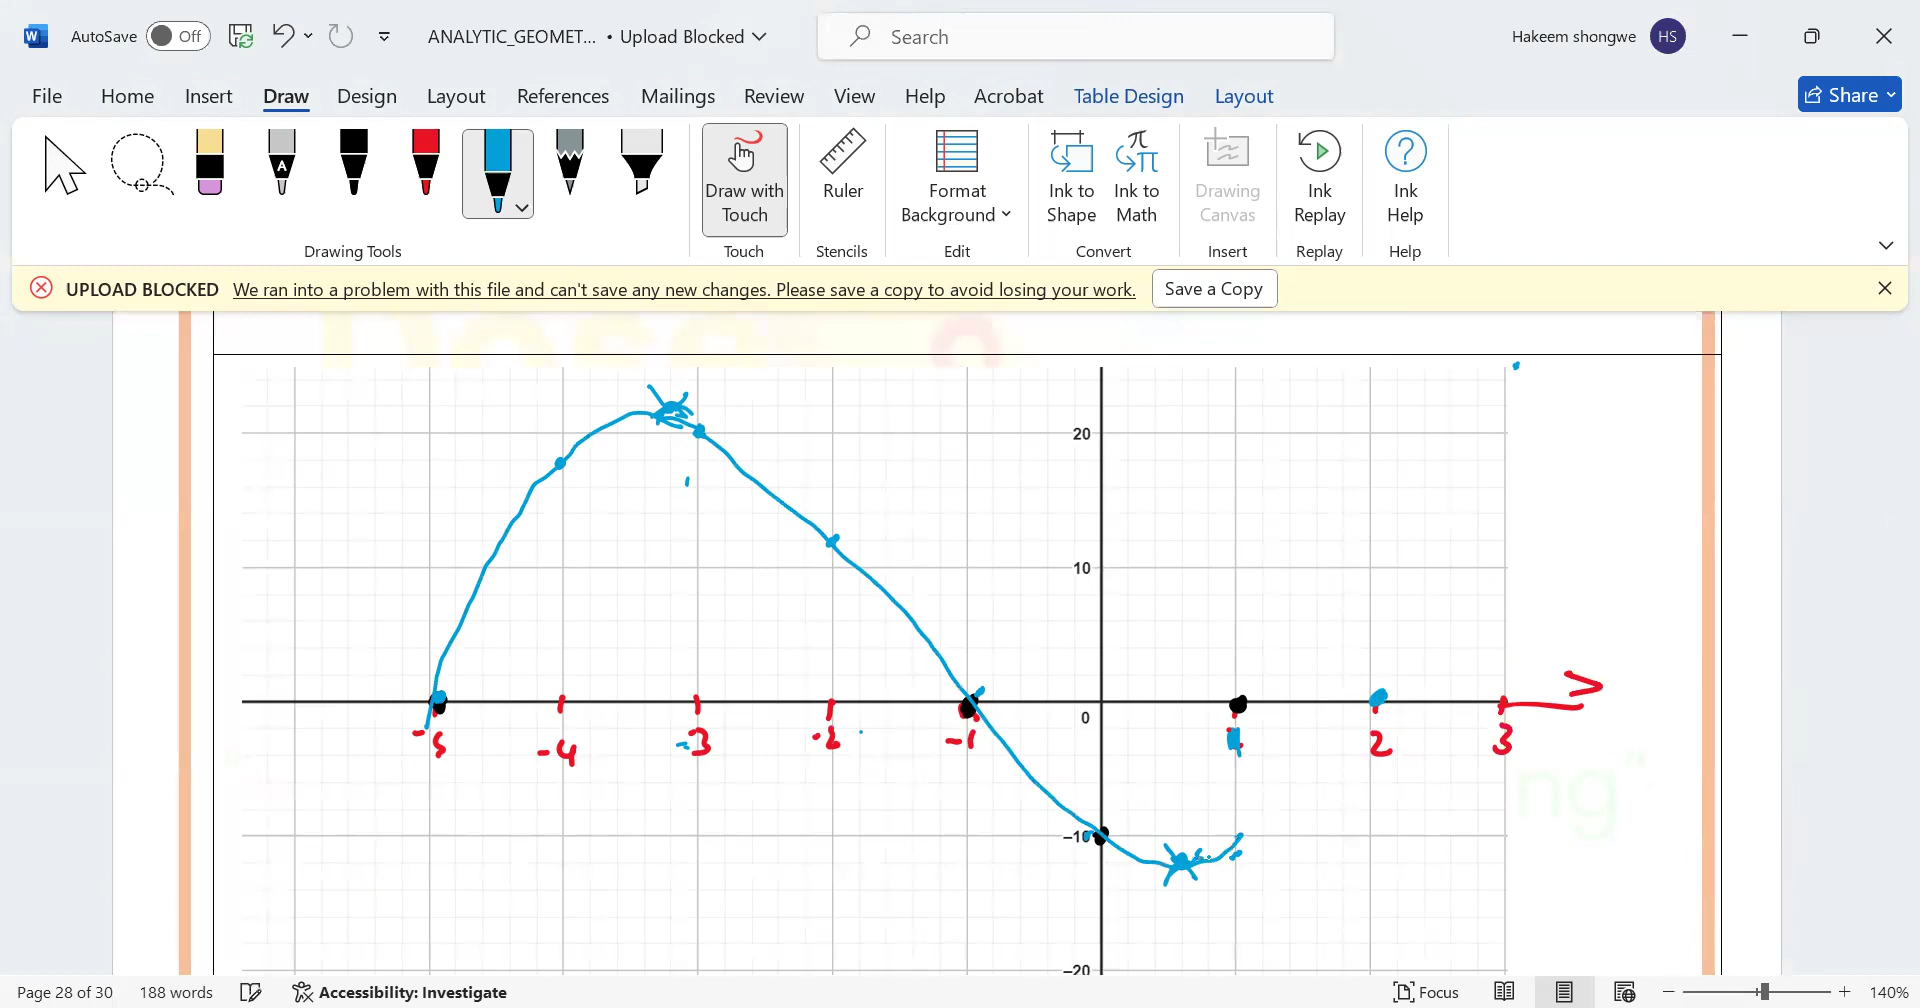 AutoSave Off ANALYTIC_GEOMET... • Upload Blocked Search Hakeem shongwe HS
File Home Insert Draw Design Layout References Mailings Review View Help Acrobat Table Design Layout Share
A
Draw with Touch Ruler Format Background Ink to Shape Ink to Math Drawing Canvas Ink Replay Ink Help
Drawing Tools Touch Stencils Edit Convert Insert Replay Help
UPLOAD BLOCKED We ran into a problem with this file and can't save any new changes. Please save a copy to avoid losing your work. Save a Copy
20
10
0
-5 -4 -3 -2 -1 2 3
ng"
−10
−20
Page 28 of 30 188 words Accessibility: Investigate Focus 140%